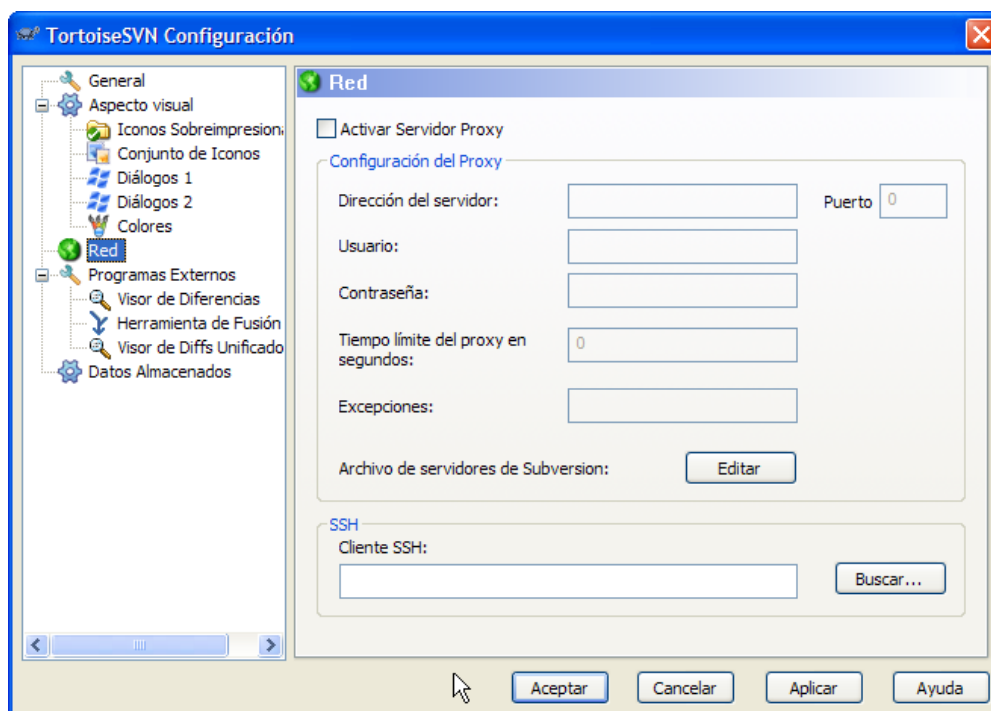 TortoiseSVN Configuración
General
Aspecto visual
Iconos Sobreimpresion
Conjunto de Iconos
Diálogos 1
Diálogos 2
Colores
Red
Programas Externos
Visor de Diferencias
Herramienta de Fusión
Visor de Diffs Unificado
Datos Almacenados
Red
Activar Servidor Proxy
Configuración del Proxy
Dirección del servidor:
Puerto 0
Usuario:
Contraseña:
Tiempo límite del proxy en
segundos:
0
Excepciones:
Archivo de servidores de Subversion:
Editar
SSH
Cliente SSH:
Buscar...
Aceptar
Cancelar
Aplicar
Ayuda